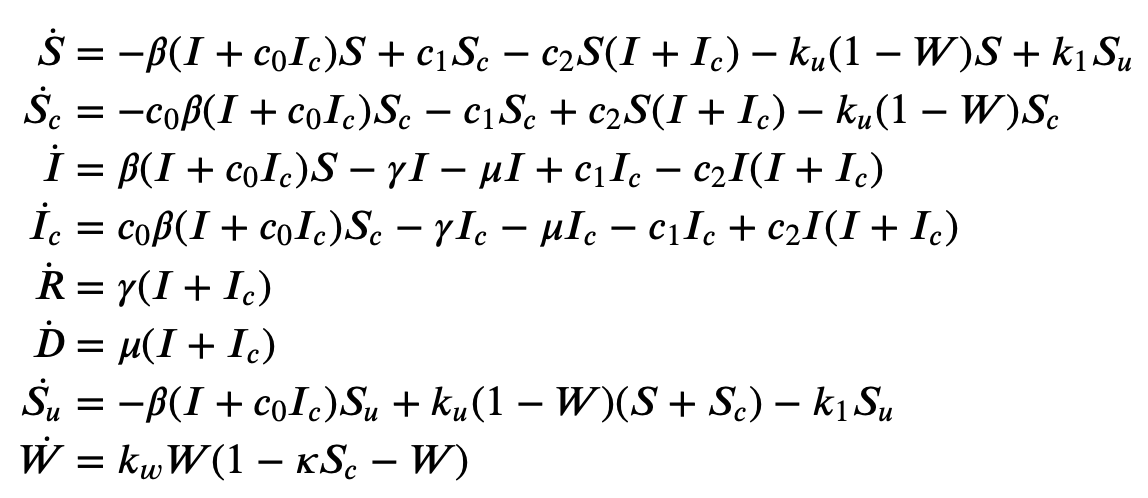 Ṡ = −β(I + c₀I_c)S + c₁S_c − c₂S(I + I_c) − k_u(1 − W)S + k₁S_u
Ṡ_c = −c₀β(I + c₀I_c)S_c − c₁S_c + c₂S(I + I_c) − k_u(1 − W)S_c
İ = β(I + c₀I_c)S − γI − μI + c₁I_c − c₂I(I + I_c)
İ_c = c₀β(I + c₀I_c)S_c − γI_c − μI_c − c₁I_c + c₂I(I + I_c)
Ṙ = γ(I + I_c)
Ḋ = μ(I + I_c)
Ṡ_u = −β(I + c₀I_c)S_u + k_u(1 − W)(S + S_c) − k₁S_u
Ẇ = k_wW(1 − κS_c − W)